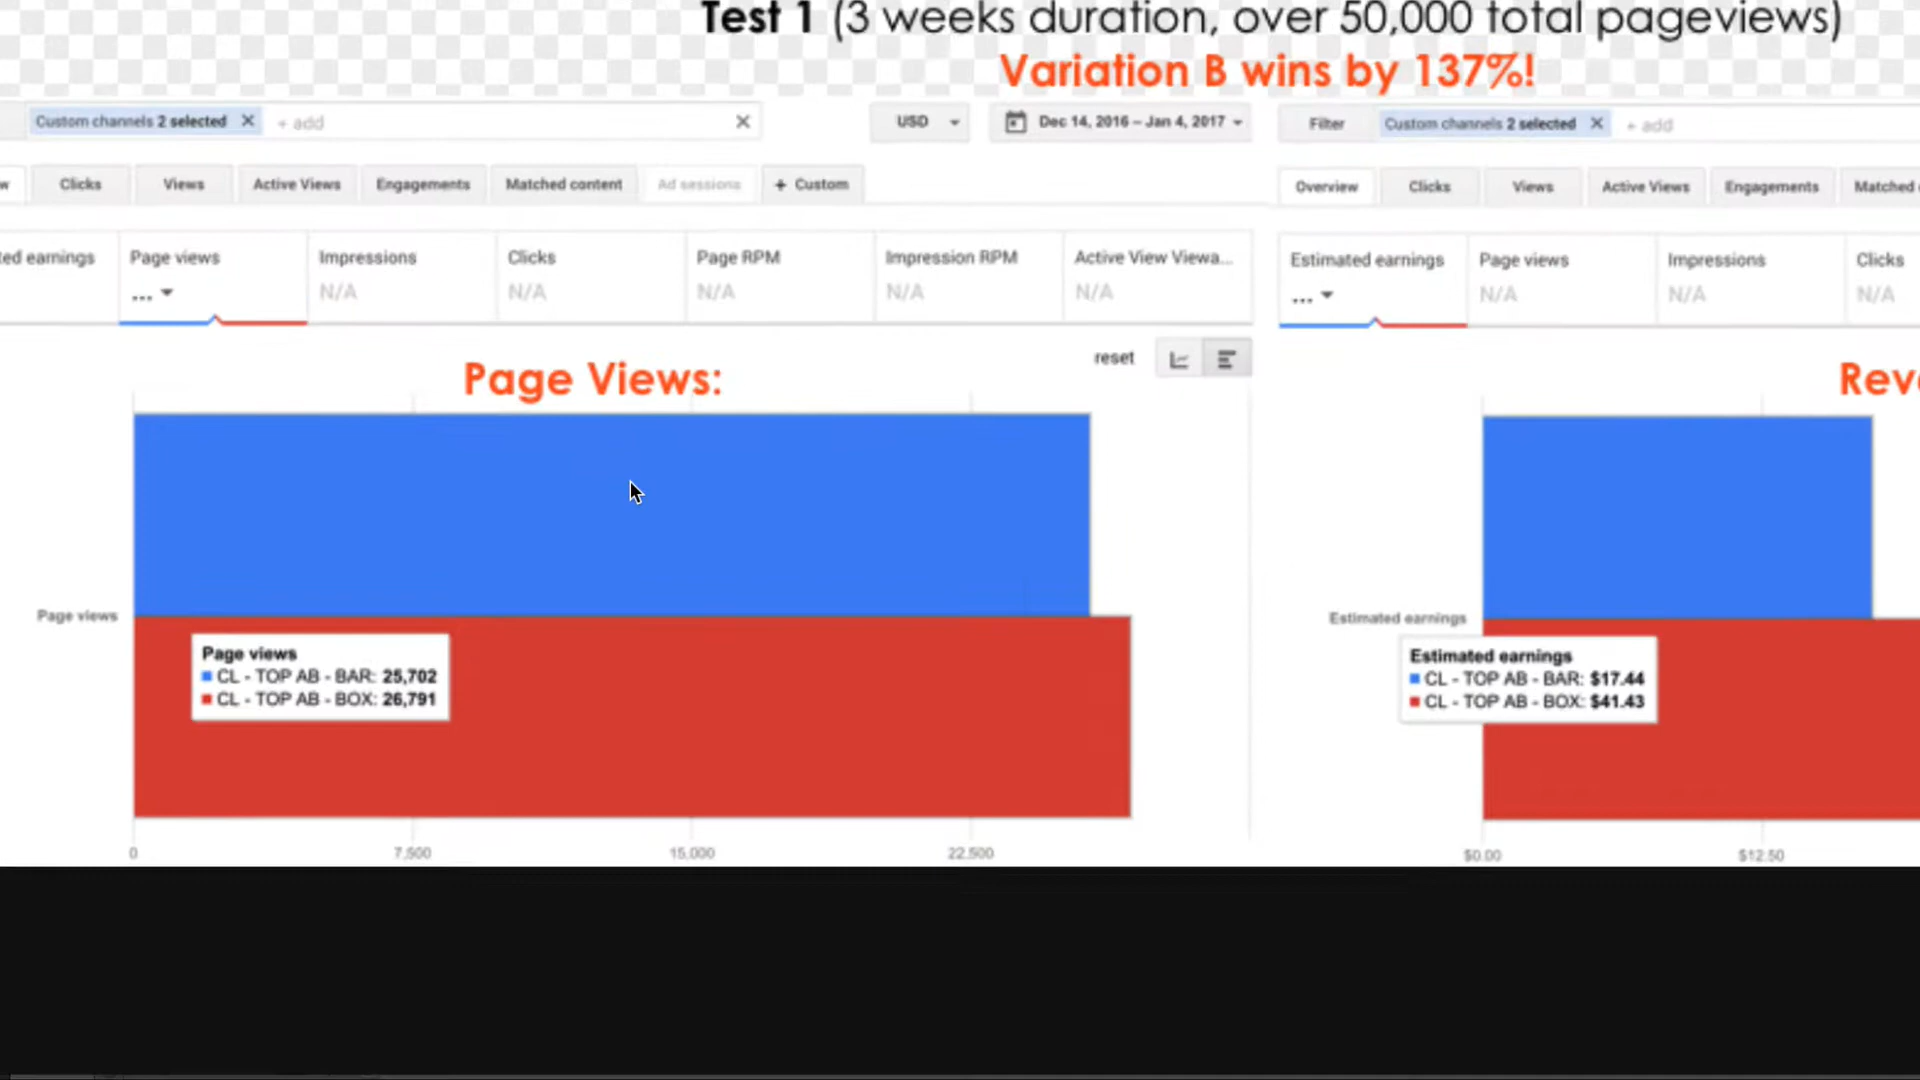 Test 1 (3 weeks duration, over 50,000 total pageviews)
Variation B wins by 137%!
Custom channels 2 selected + add
USD
Dec 14, 2016 – Jan 4, 2017
Filter
Custom channels 2 selected + add
w Clicks Views Active Views Engagements Matched content Ad sessions + Custom
Overview Clicks Views Active Views Engagements Matched
ted earnings
Page views
...
Impressions
N/A
Clicks
N/A
Page RPM
N/A
Impression RPM
N/A
Active View Viewa...
N/A
Estimated earnings
...
Page views
N/A
Impressions
N/A
Clicks
N/A
reset
Page Views:
Reve
Page views
Page views
CL - TOP AB - BAR: 25,702
CL - TOP AB - BOX: 26,791
0 7,500 15,000 22,500
Estimated earnings
Estimated earnings
CL - TOP AB - BAR: $17.44
CL - TOP AB - BOX: $41.43
$0.00 $12.50